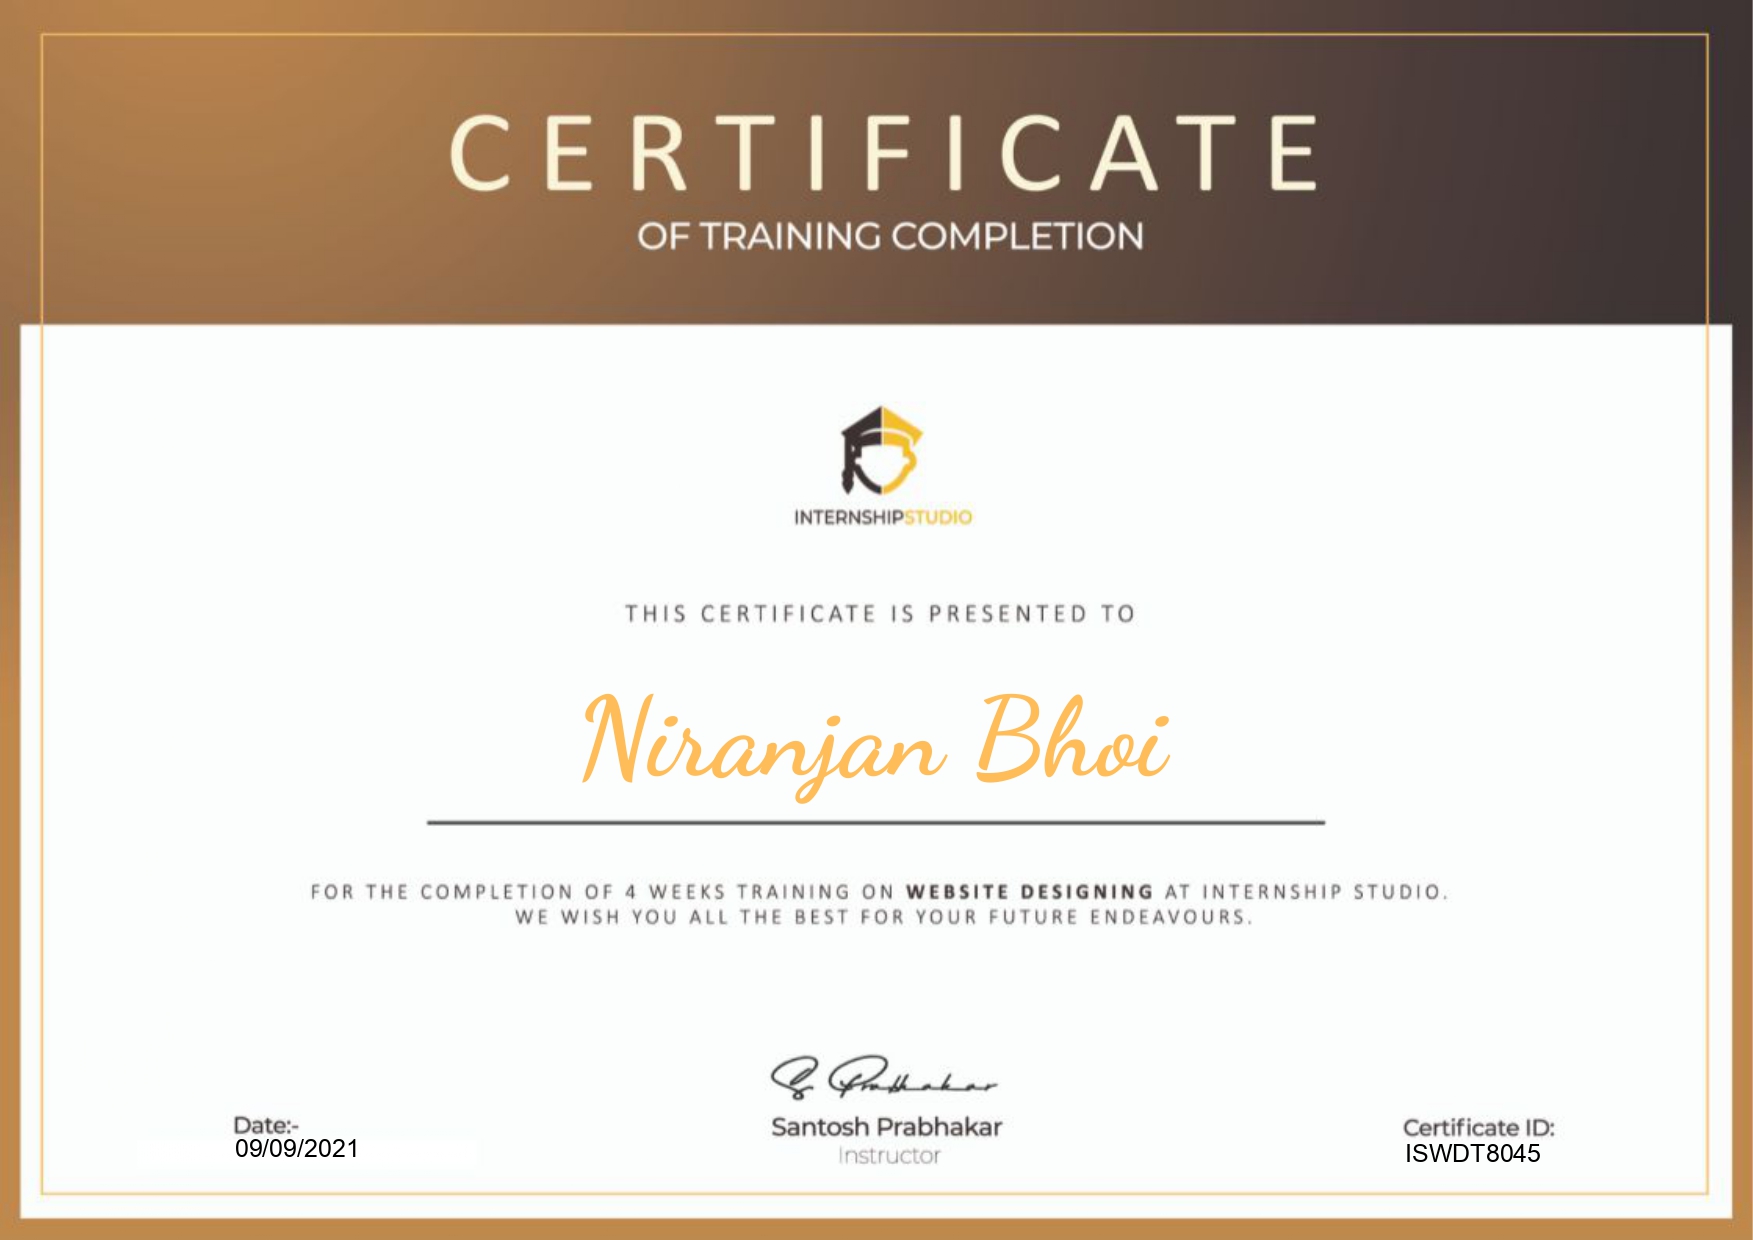 CERTIFICATE
OF TRAINING COMPLETION
INTERNSHIPSTUDIO
THIS CERTIFICATE IS PRESENTED TO
Niranjan Bhoi
FOR THE COMPLETION OF 4 WEEKS TRAINING ON WEBSITE DESIGNING AT INTERNSHIP STUDIO.
WE WISH YOU ALL THE BEST FOR YOUR FUTURE ENDEAVOURS.
S Prabhakar
Santosh Prabhakar
Instructor
Date:-
09/09/2021
Certificate ID:
ISWDT8045